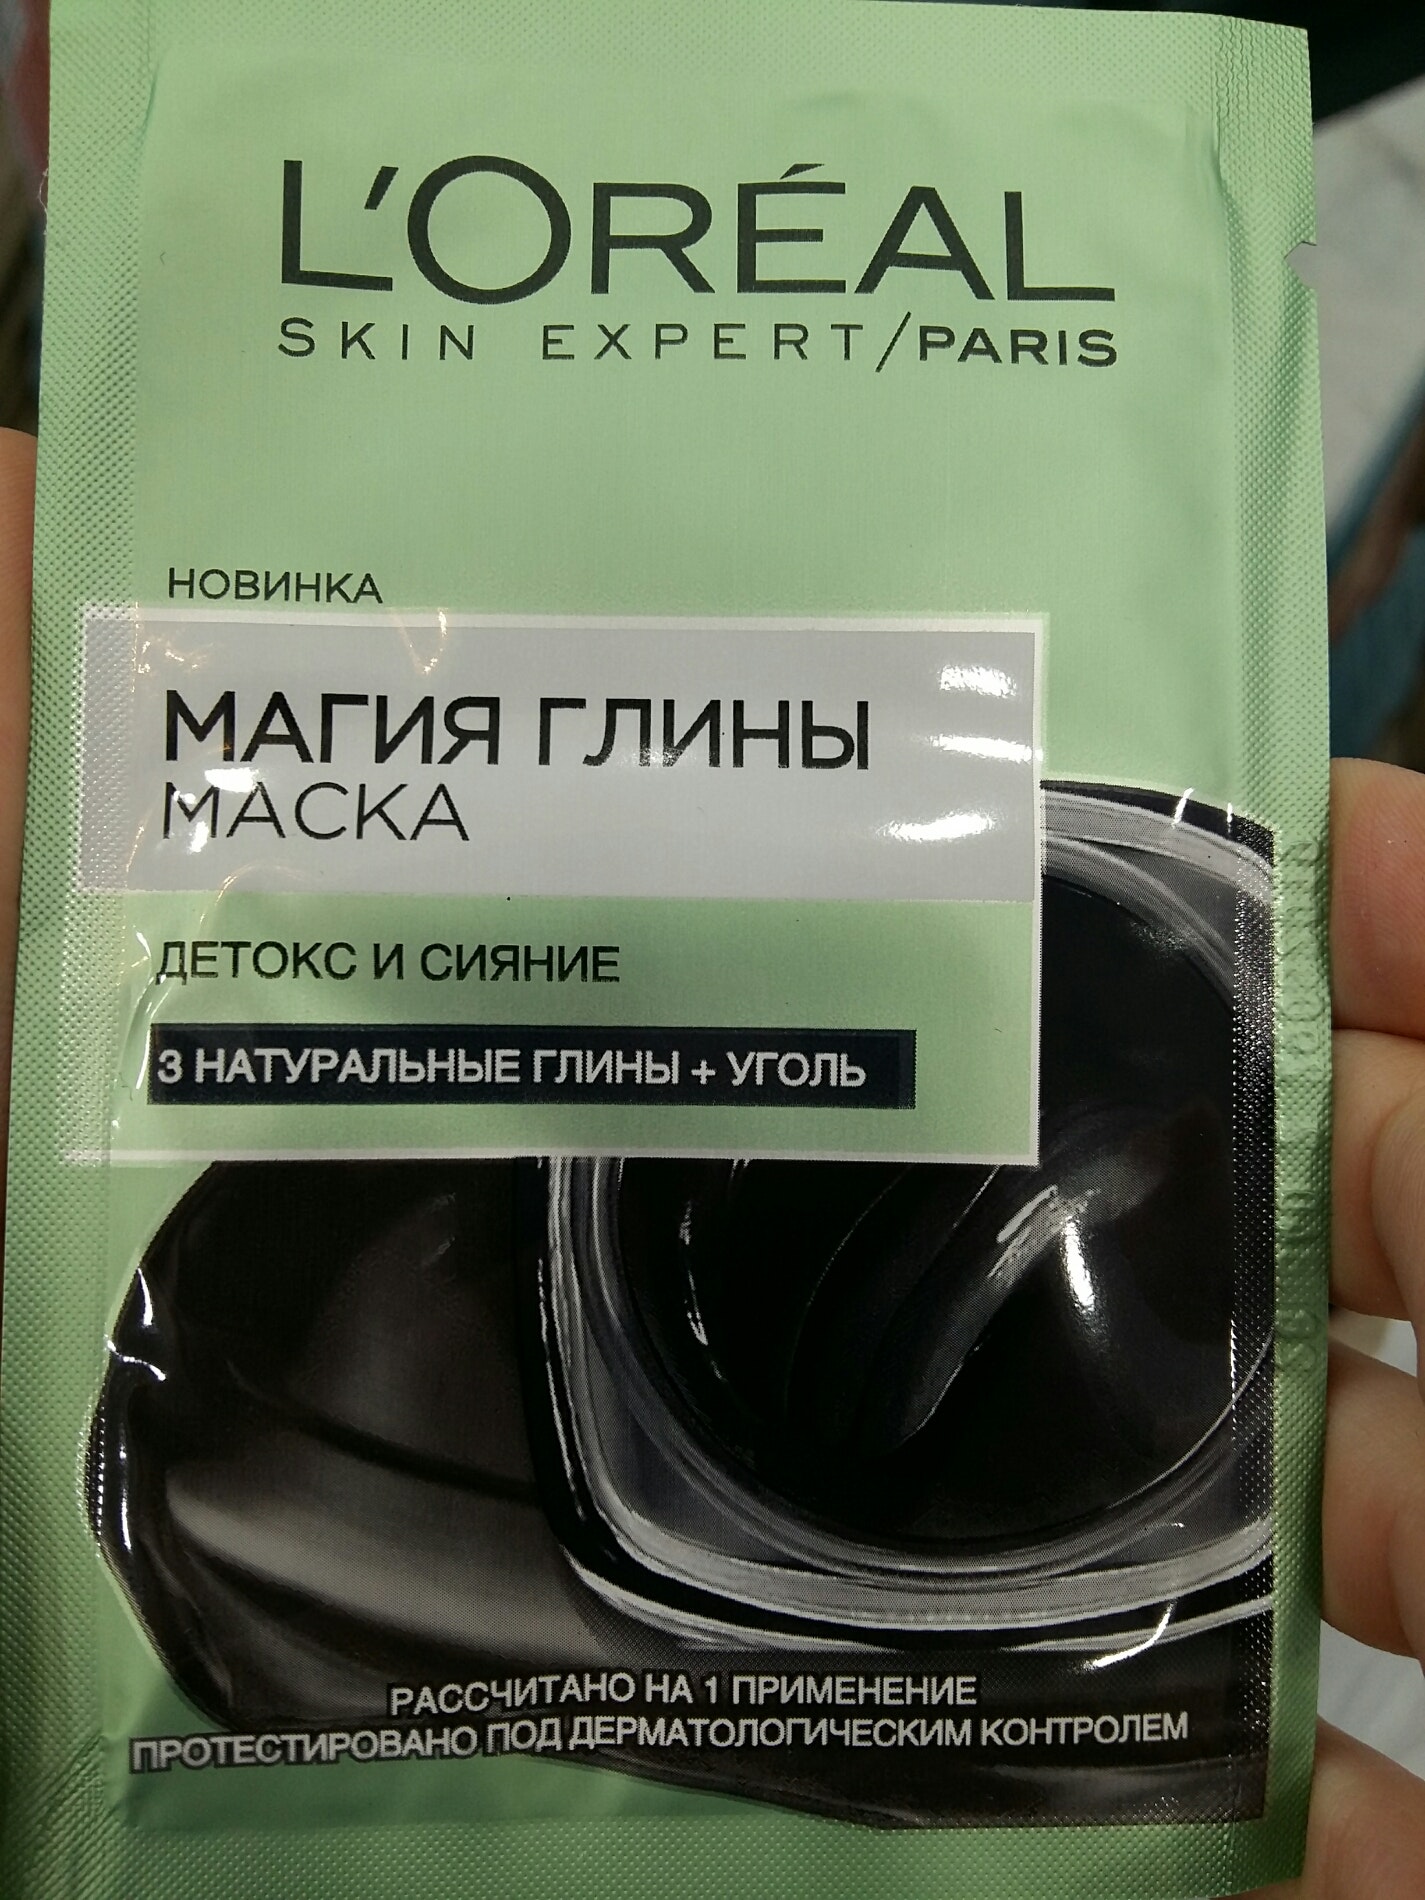 L'ORÉAL
SKIN EXPERT/PARIS
НОВИНКА
МАГИЯ ГЛИНЫ
МАСКА
ДЕТОКС И СИЯНИЕ
3 НАТУРАЛЬНЫЕ ГЛИНЫ + УГОЛЬ
РАССЧИТАНО НА 1 ПРИМЕНЕНИЕ
ПРОТЕСТИРОВАНО ПОД ДЕРМАТОЛОГИЧЕСКИМ КОНТРОЛЕМ